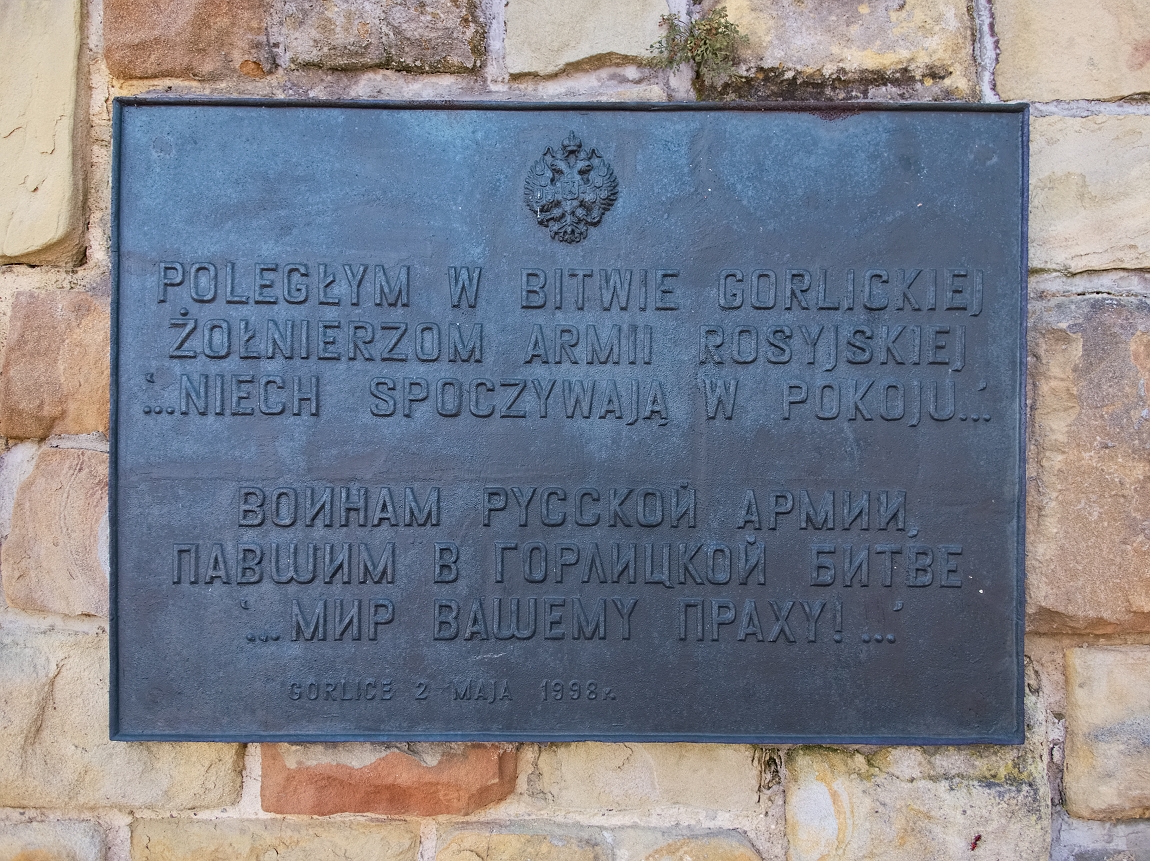 POLEGŁYM W BITWIE GORLICKIEJ
ŻOŁNIERZOM ARMII ROSYJSKIEJ
‘...NIECH SPOCZYWAJĄ W POKOJU...’
ВОИНАМ РУССКОЙ АРМИИ,
ПАВШИМ В ГОРЛИЦКОЙ БИТВЕ
‘...МИР ВАШЕМУ ПРАХУ!...’
GORLICE 2 MAJA 1998r.